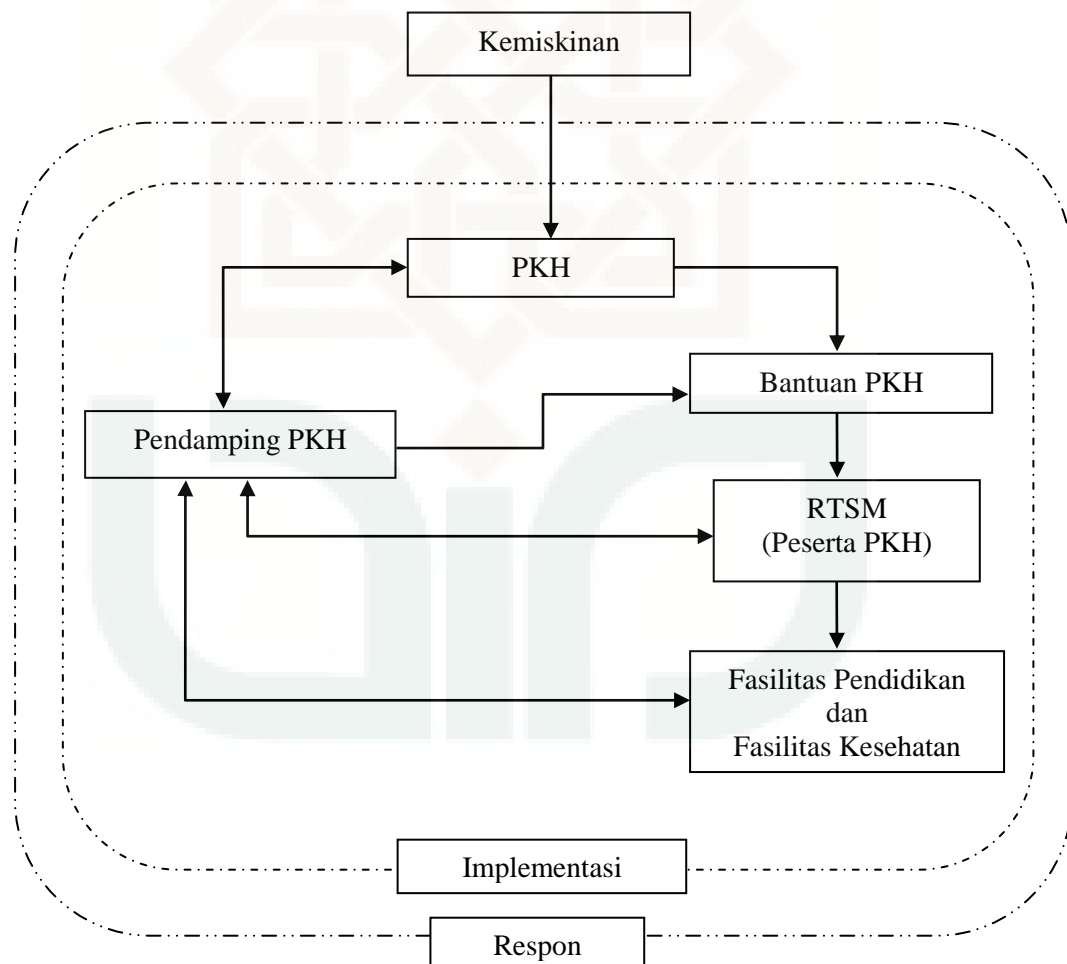 Kemiskinan
PKH
Bantuan PKH
Pendamping PKH
RTSM
(Peserta PKH)
Fasilitas Pendidikan
dan
Fasilitas Kesehatan
Implementasi
Respon